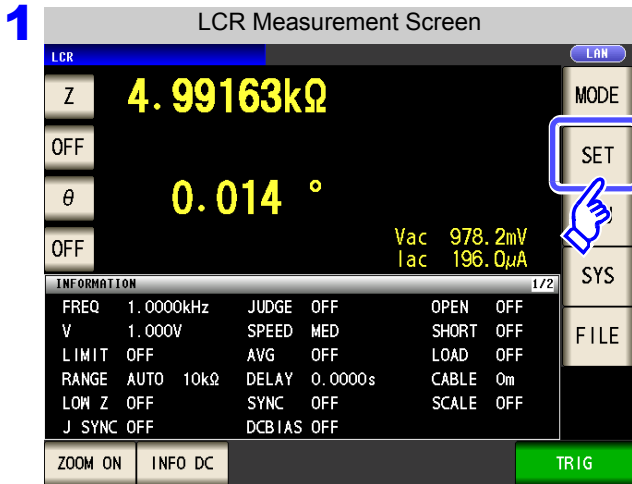 1
LCR Measurement Screen
LCR
LAN
Z 4.99163kΩ
MODE
OFF
SET
θ 0.014 °
OFF
Vac 978.2mV
Iac 196.0μA
SYS
INFORMATION 1/2
FREQ 1.0000kHz JUDGE OFF OPEN OFF
V 1.000V SPEED MED SHORT OFF
FILE
LIMIT OFF AVG OFF LOAD OFF
RANGE AUTO 10kΩ DELAY 0.0000s CABLE 0m
LOW Z OFF SYNC OFF SCALE OFF
J SYNC OFF DCBIAS OFF
ZOOM ON INFO DC TRIG